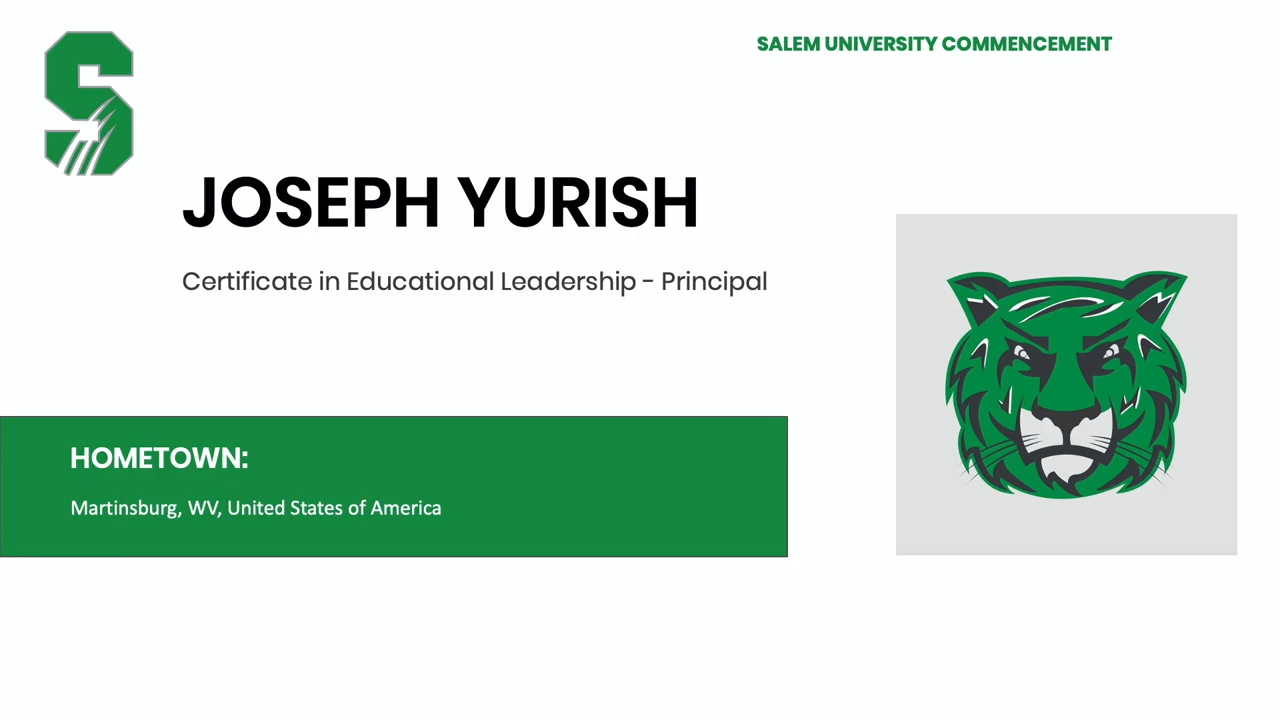 S
SALEM UNIVERSITY COMMENCEMENT
JOSEPH YURISH
Certificate in Educational Leadership - Principal
HOMETOWN:
Martinsburg, WV, United States of America